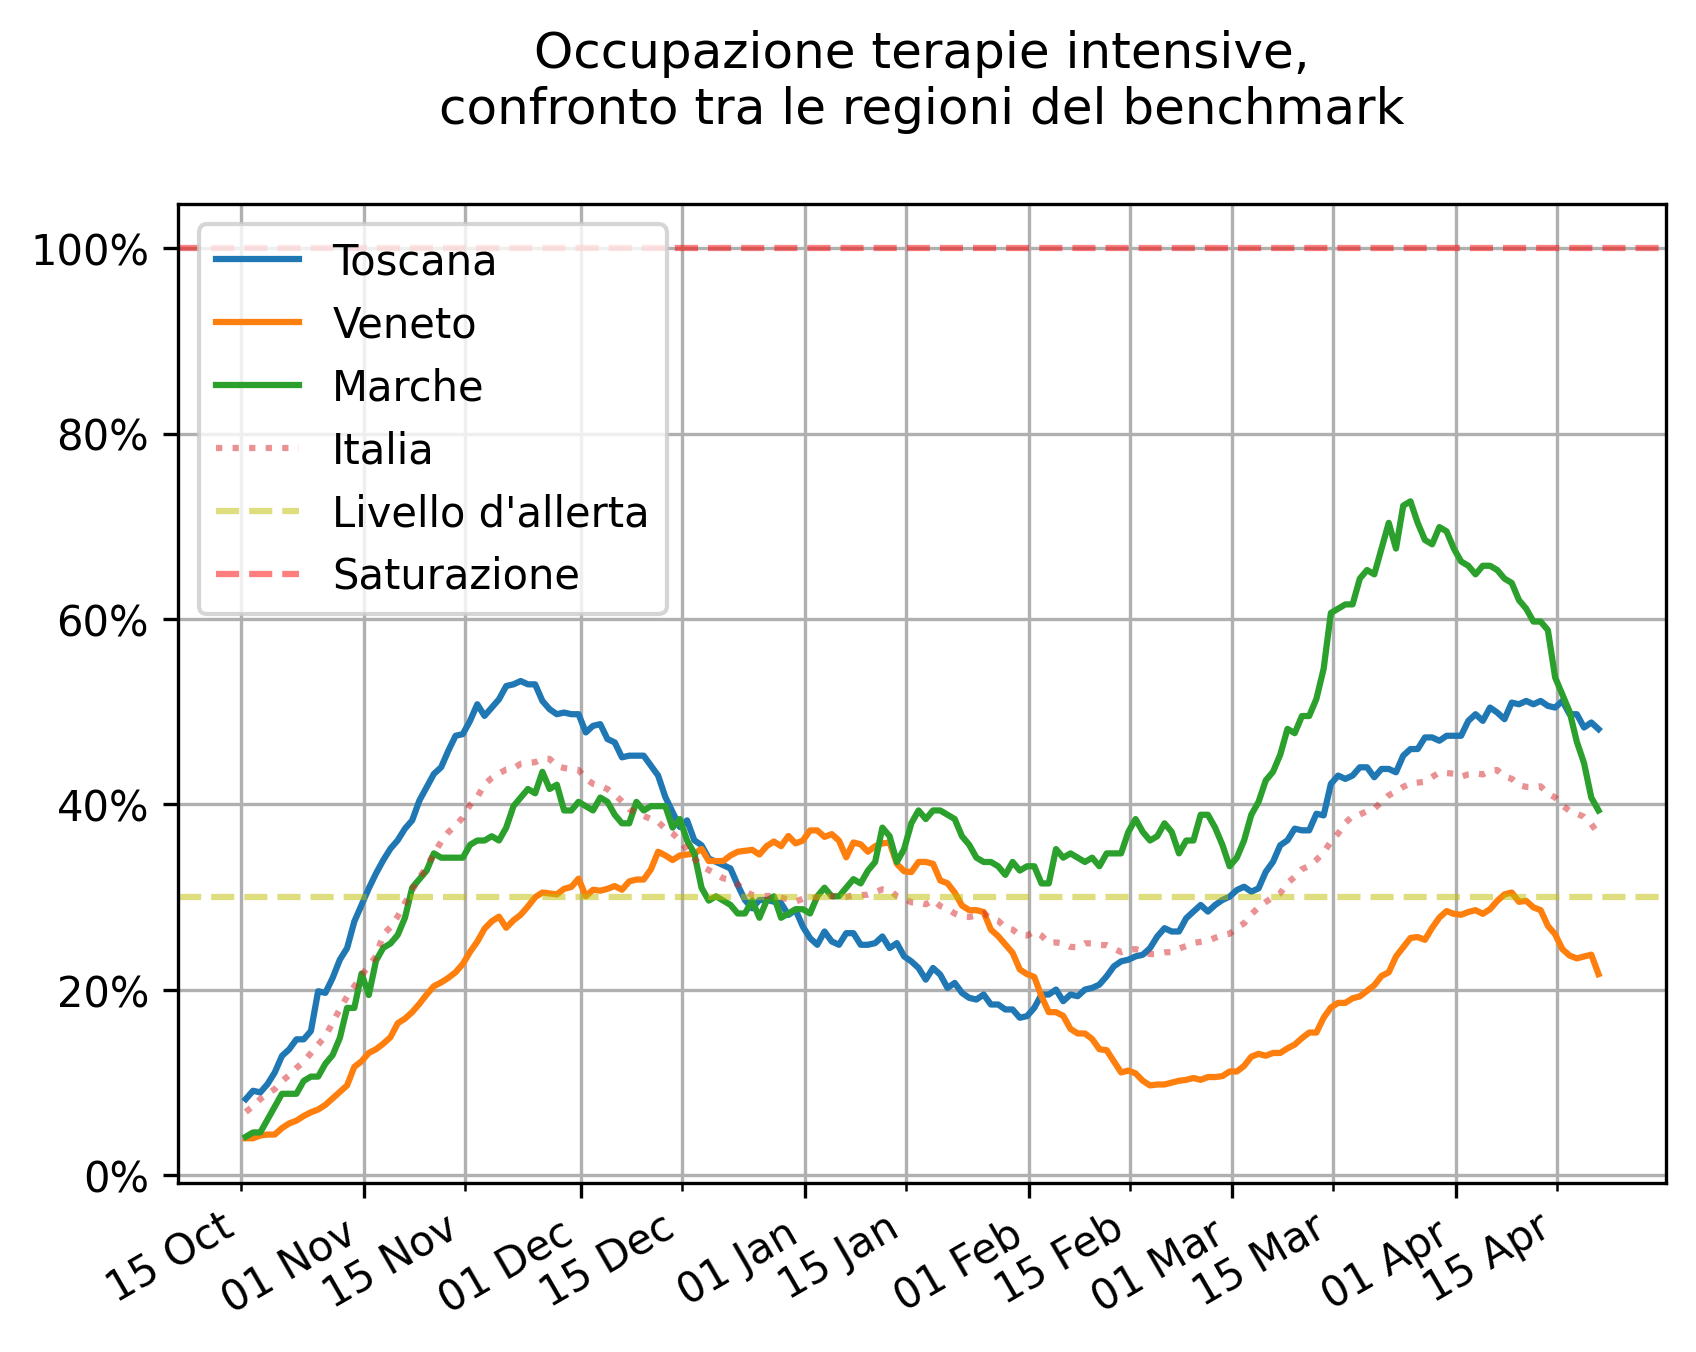 Occupazione terapie intensive,
confronto tra le regioni del benchmark
100%
80%
60%
40%
20%
0%
Toscana
Veneto
Marche
Italia
Livello d'allerta
Saturazione
15 Oct
01 Nov
15 Nov
01 Dec
15 Dec
01 Jan
15 Jan
01 Feb
15 Feb
01 Mar
15 Mar
01 Apr
15 Apr